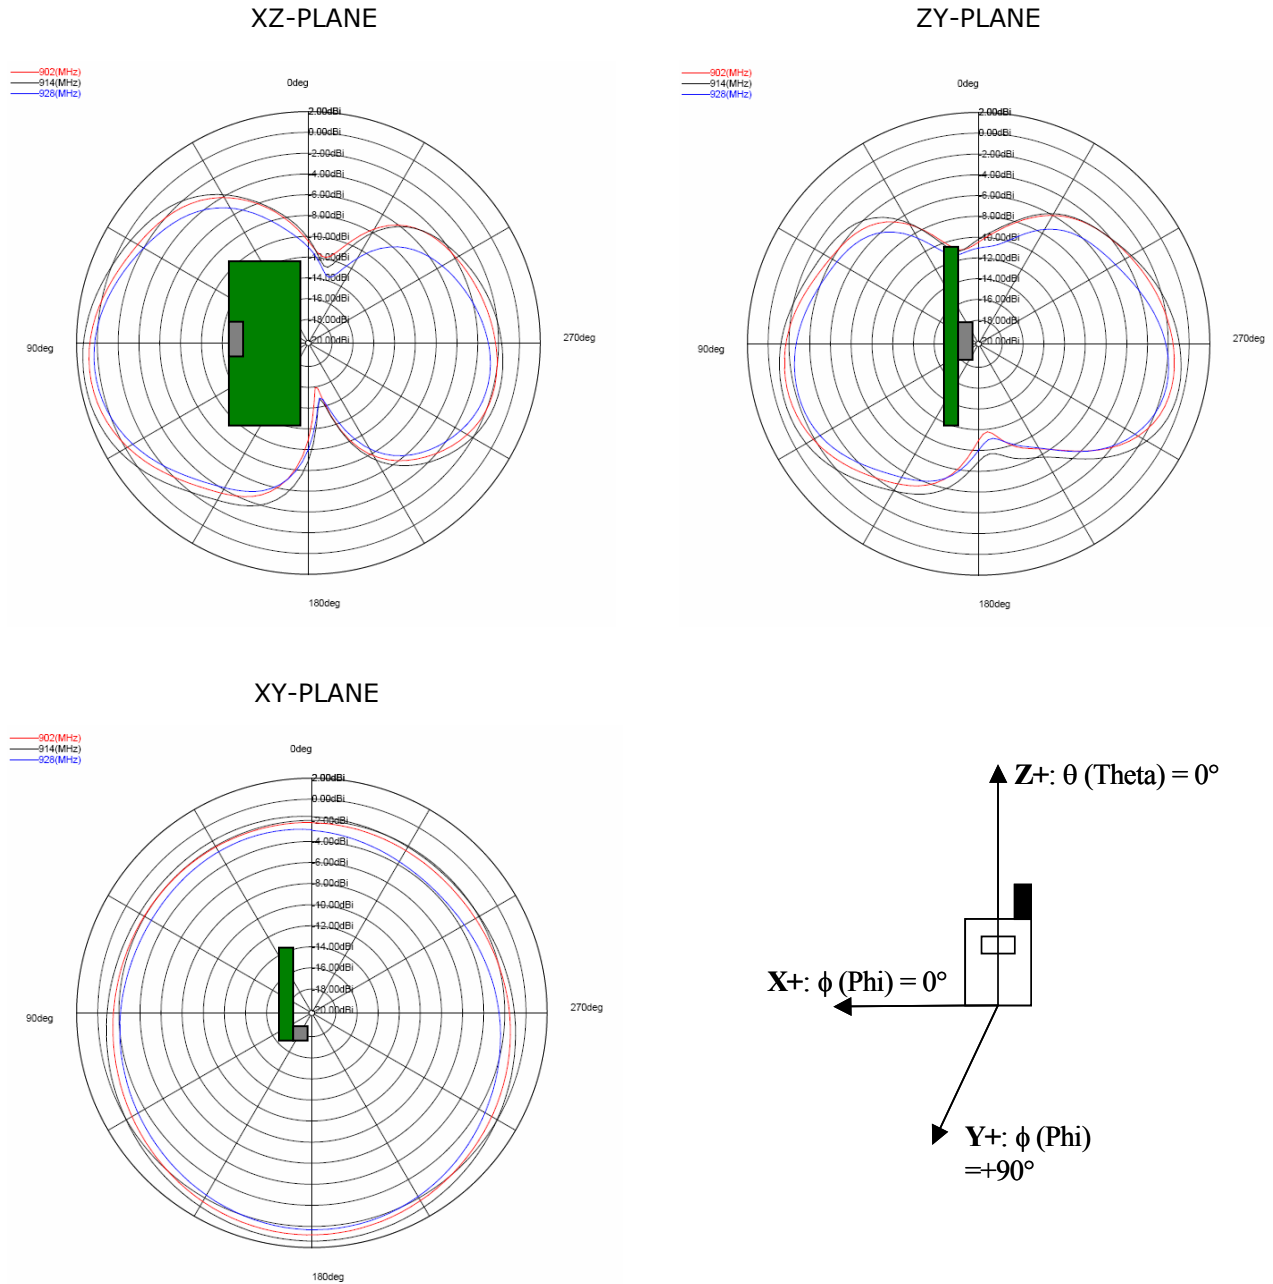 XZ-PLANE
902(MHz)
914(MHz)
928(MHz)
0deg
2.00dBi
0.00dBi
-2.00dBi
-4.00dBi
-6.00dBi
-8.00dBi
-10.00dBi
-12.00dBi
-14.00dBi
-16.00dBi
-18.00dBi
-20.00dBi
90deg
270deg
180deg
ZY-PLANE
902(MHz)
914(MHz)
928(MHz)
0deg
2.00dBi
0.00dBi
-2.00dBi
-4.00dBi
-6.00dBi
-8.00dBi
-10.00dBi
-12.00dBi
-14.00dBi
-16.00dBi
-18.00dBi
-20.00dBi
90deg
270deg
180deg
XY-PLANE
902(MHz)
914(MHz)
928(MHz)
0deg
2.00dBi
0.00dBi
-2.00dBi
-4.00dBi
-6.00dBi
-8.00dBi
-10.00dBi
-12.00dBi
-14.00dBi
-16.00dBi
-18.00dBi
-20.00dBi
90deg
270deg
180deg
Z+: θ (Theta) = 0°
X+: ϕ (Phi) = 0°
Y+: ϕ (Phi)
=+90°